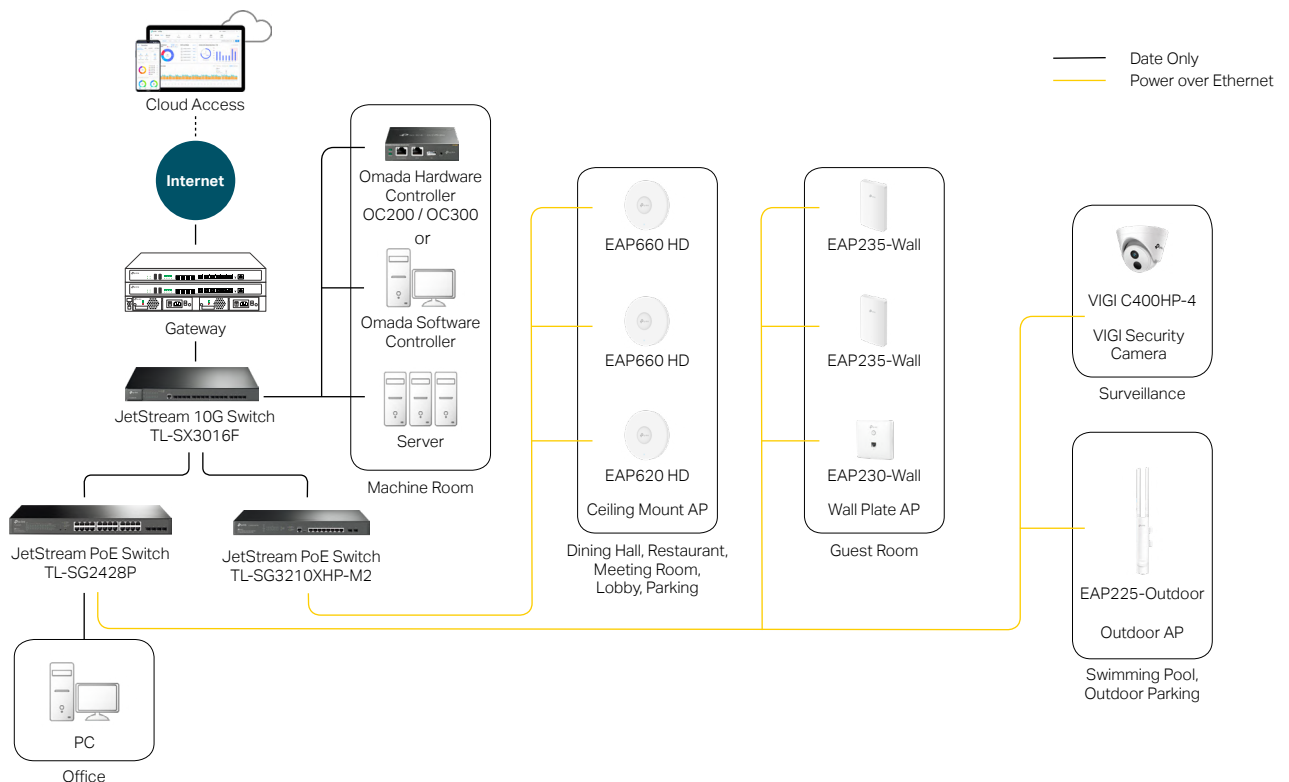 Date Only
Power over Ethernet
Cloud Access
Internet
Gateway
JetStream 10G Switch
TL-SX3016F
Omada Hardware
Controller
OC200 / OC300
or
Omada Software
Controller
Server
Machine Room
JetStream PoE Switch
TL-SG2428P
JetStream PoE Switch
TL-SG3210XHP-M2
PC
Office
EAP660 HD
EAP660 HD
EAP620 HD
Ceiling Mount AP
Dining Hall, Restaurant,
Meeting Room,
Lobby, Parking
EAP235-Wall
EAP235-Wall
EAP230-Wall
Wall Plate AP
Guest Room
VIGI C400HP-4
VIGI Security
Camera
Surveillance
EAP225-Outdoor
Outdoor AP
Swimming Pool,
Outdoor Parking